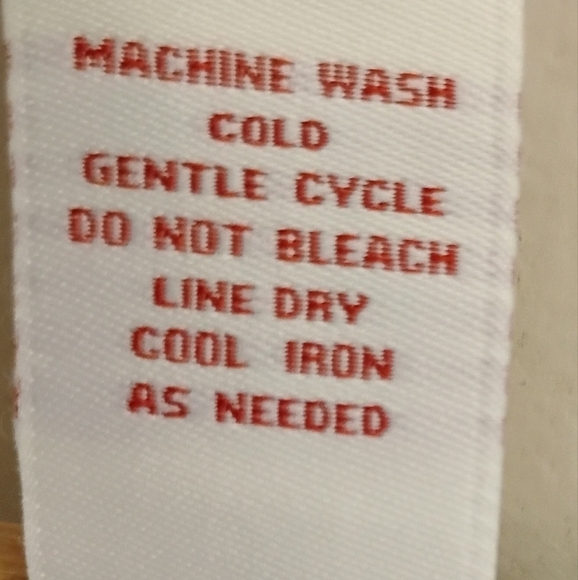 MACHINE WASH
COLD
GENTLE CYCLE
DO NOT BLEACH
LINE DRY
COOL IRON
AS NEEDED